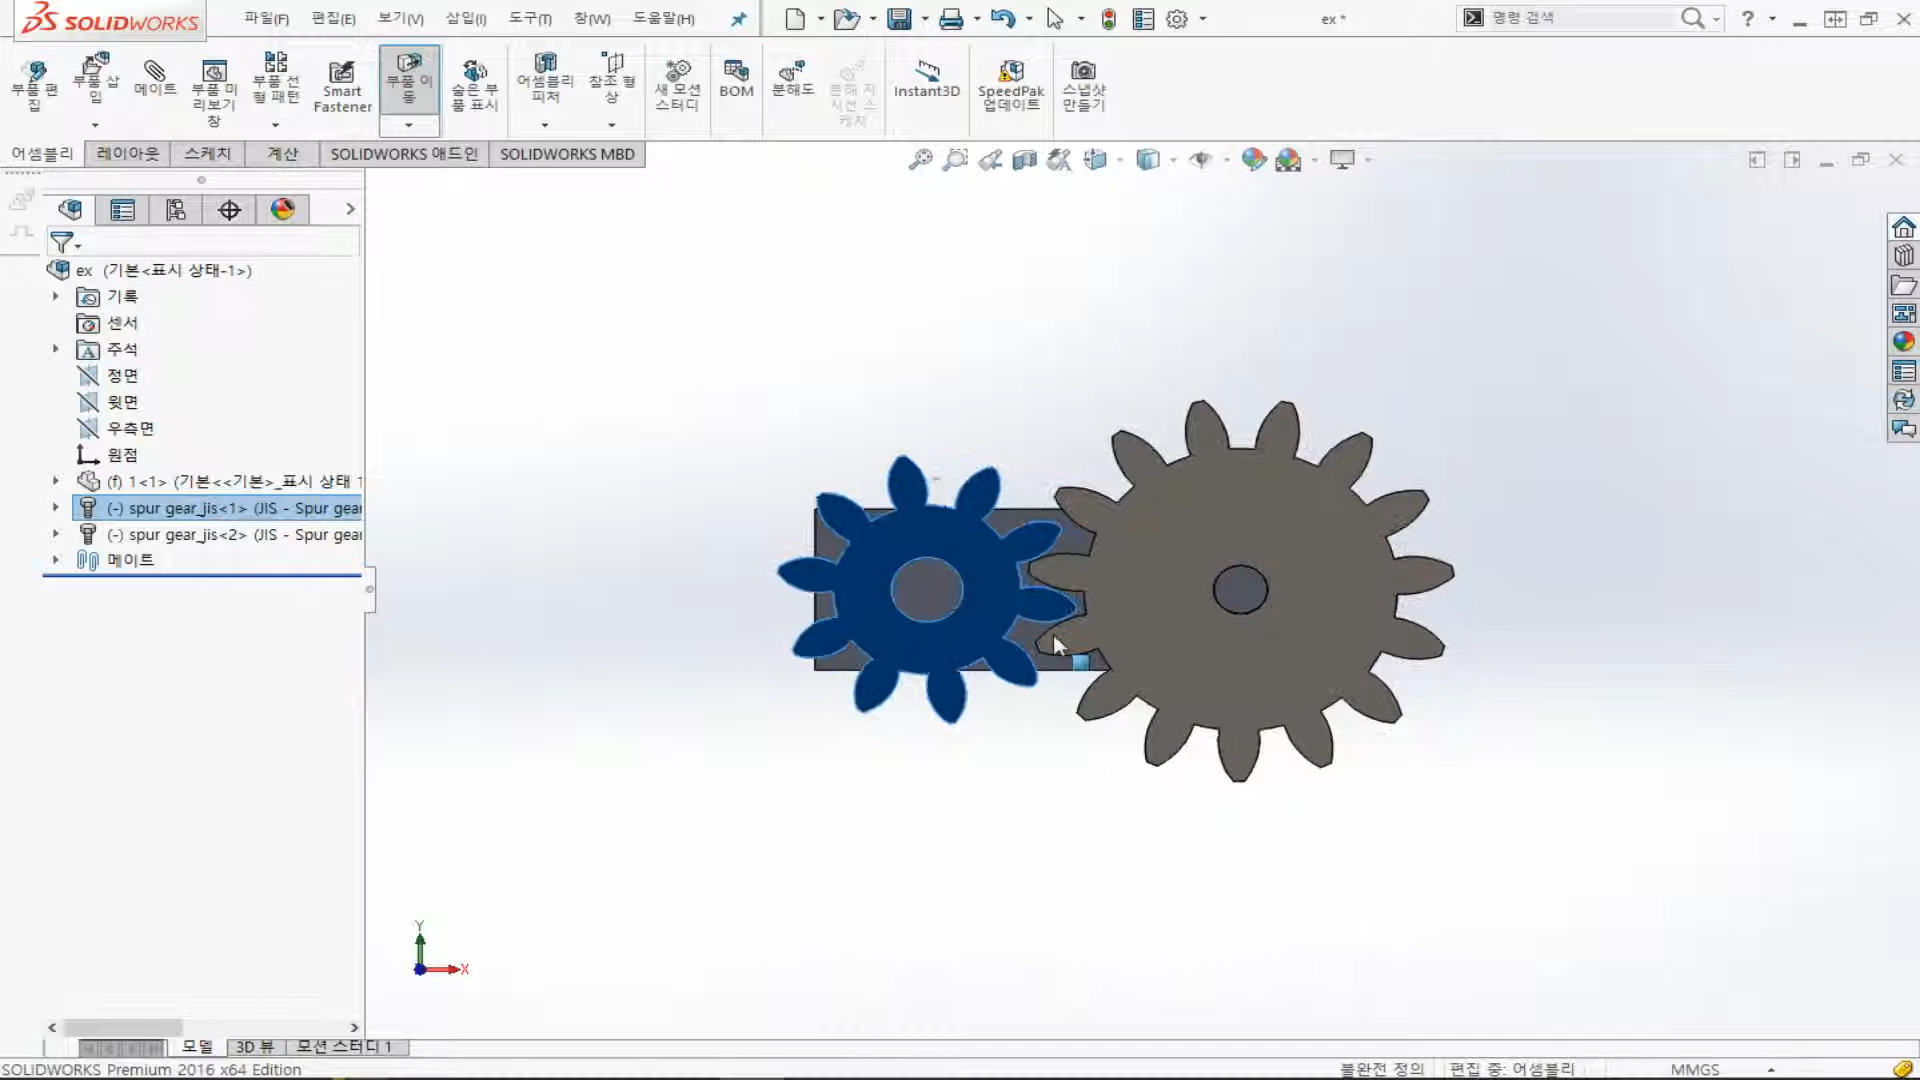 SOLIDWORKS 파일(F) 편집(E) 보기(V) 삽입(I) 도구(T) 창(W) 도움말(H) ex * 명령 검색 ?
부품 편집
부품 삽입
메이트
부품 미리보기 창
부품 선형 패턴
Smart Fastener
부품 이동
숨은 부품 표시
어셈블리 피처
참조 형상
새 모션 스터디
BOM
분해도
Instant3D
SpeedPak 업데이트
스냅샷 만들기
어셈블리 레이아웃 스케치 계산 SOLIDWORKS 애드인 SOLIDWORKS MBD
ex (기본<표시 상태-1>)
기록
센서
주석
정면
윗면
우측면
원점
(f) 1<1> (기본<<기본>_표시 상태 1
(-) spur gear_jis<1> (JIS - Spur gear
(-) spur gear_jis<2> (JIS - Spur gear
메이트
Y
X
모델 3D 뷰 모션 스터디 1
SOLIDWORKS Premium 2016 x64 Edition 불완전 정의 편집 중: 어셈블리 MMGS